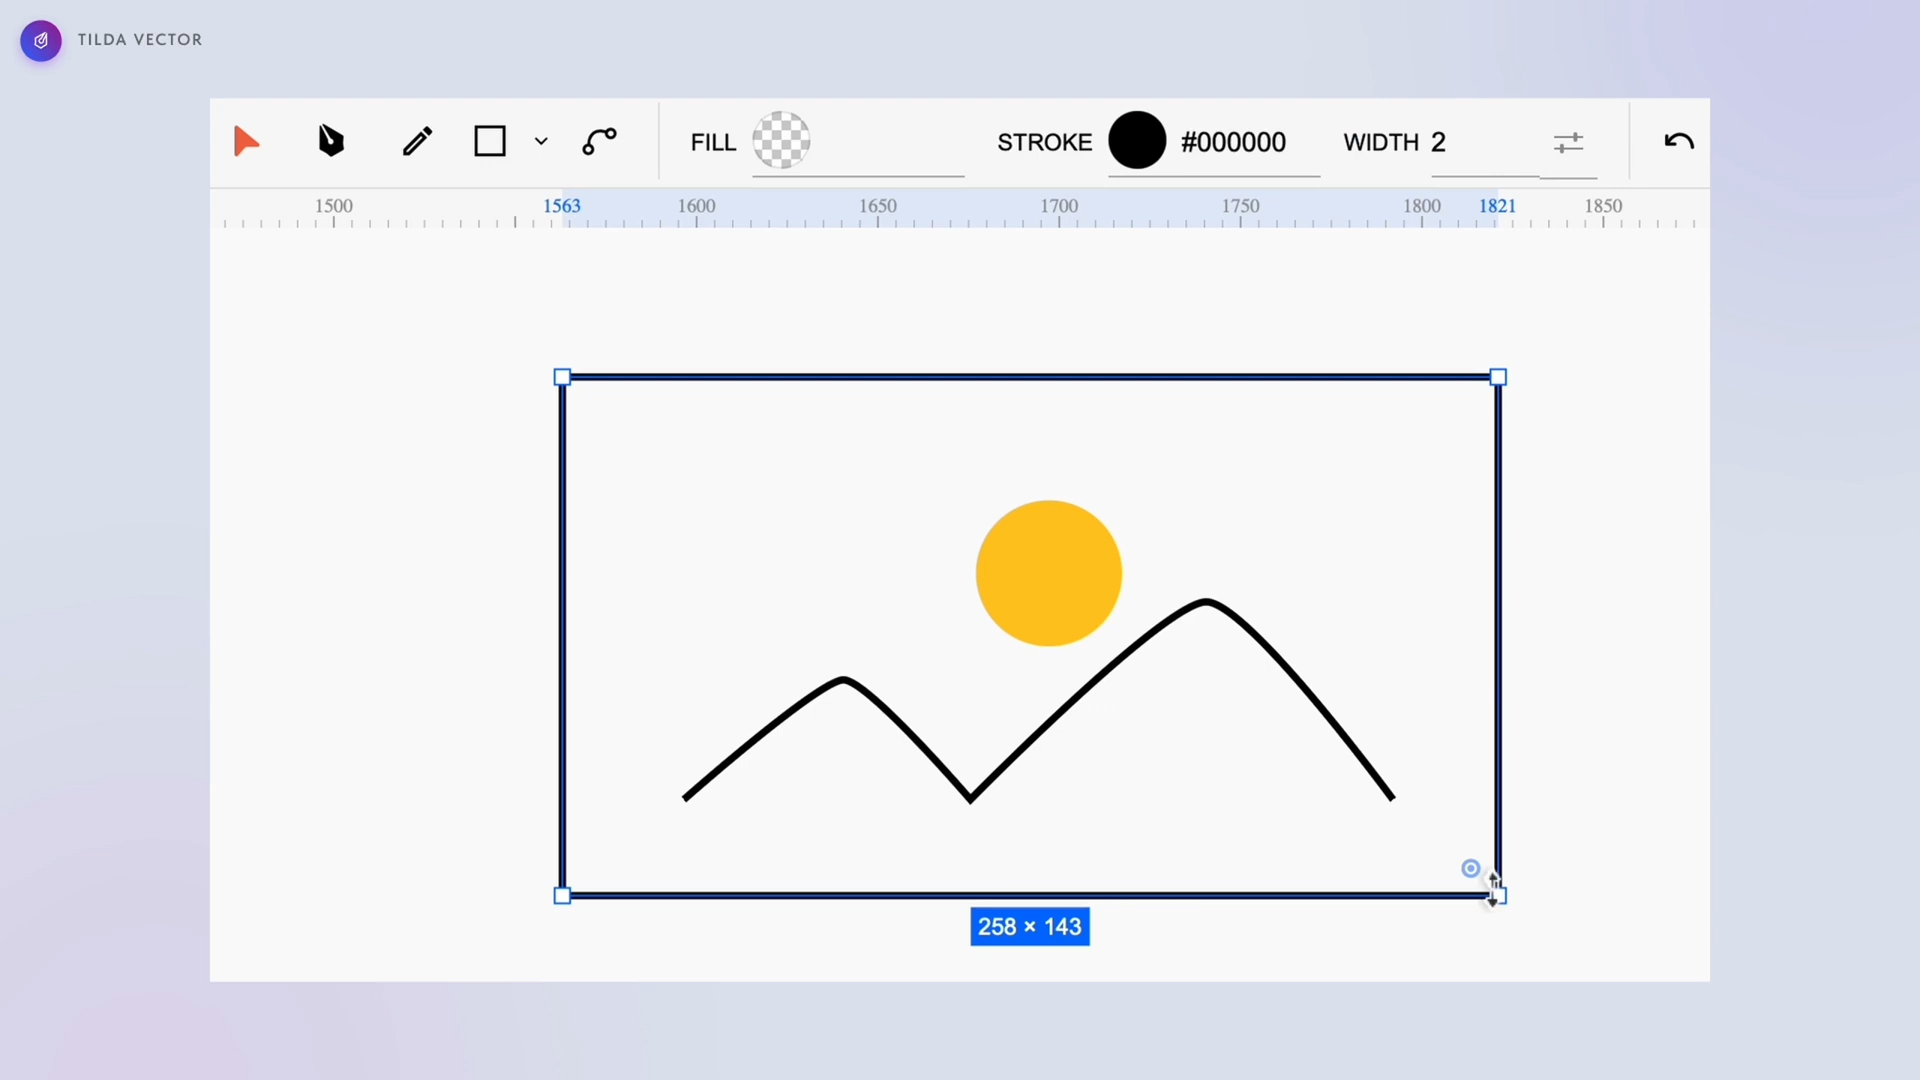 TILDA VECTOR
FILL STROKE #000000 WIDTH 2
1500 1563 1600 1650 1700 1750 1800 1821 1850
258 × 143